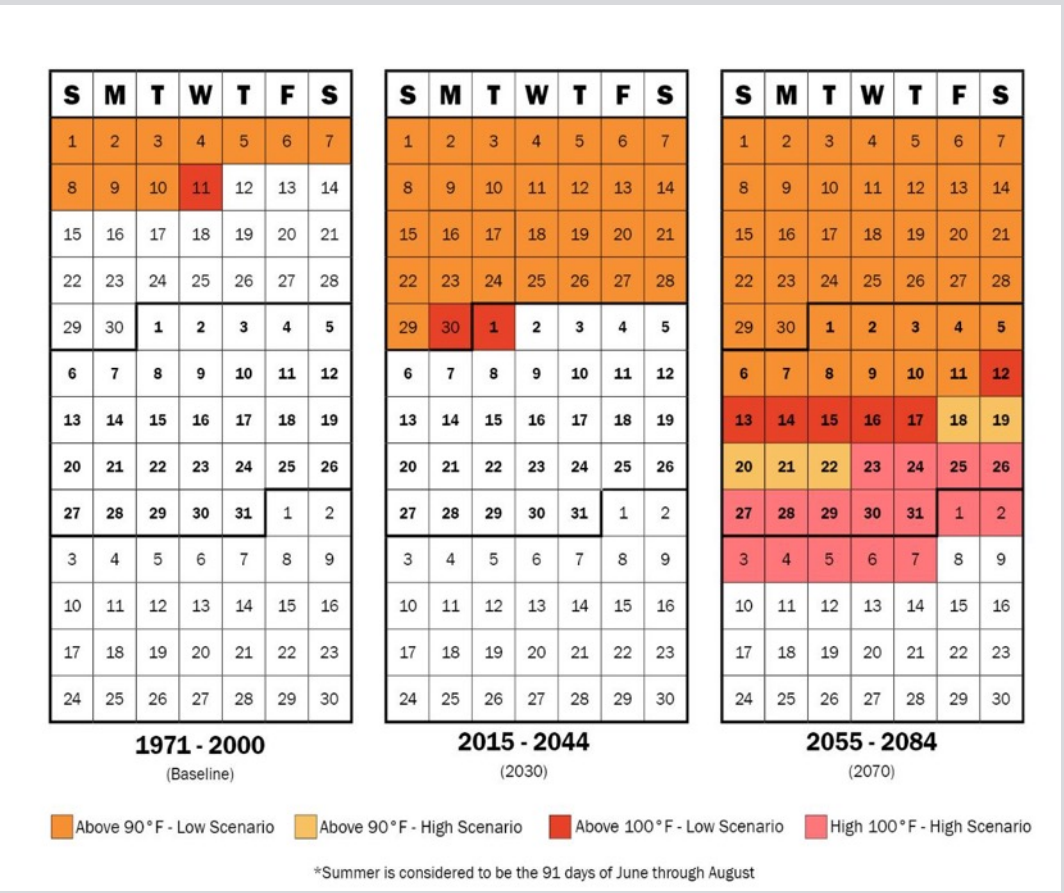 S M T W T F S
1 2 3 4 5 6 7
8 9 10 11 12 13 14
15 16 17 18 19 20 21
22 23 24 25 26 27 28
29 30 1 2 3 4 5
6 7 8 9 10 11 12
13 14 15 16 17 18 19
20 21 22 23 24 25 26
27 28 29 30 31 1 2
3 4 5 6 7 8 9
10 11 12 13 14 15 16
17 18 19 20 21 22 23
24 25 26 27 28 29 30
1971 - 2000
(Baseline)
S M T W T F S
1 2 3 4 5 6 7
8 9 10 11 12 13 14
15 16 17 18 19 20 21
22 23 24 25 26 27 28
29 30 1 2 3 4 5
6 7 8 9 10 11 12
13 14 15 16 17 18 19
20 21 22 23 24 25 26
27 28 29 30 31 1 2
3 4 5 6 7 8 9
10 11 12 13 14 15 16
17 18 19 20 21 22 23
24 25 26 27 28 29 30
2015 - 2044
(2030)
S M T W T F S
1 2 3 4 5 6 7
8 9 10 11 12 13 14
15 16 17 18 19 20 21
22 23 24 25 26 27 28
29 30 1 2 3 4 5
6 7 8 9 10 11 12
13 14 15 16 17 18 19
20 21 22 23 24 25 26
27 28 29 30 31 1 2
3 4 5 6 7 8 9
10 11 12 13 14 15 16
17 18 19 20 21 22 23
24 25 26 27 28 29 30
2055 - 2084
(2070)
Above 90°F - Low Scenario
Above 90°F - High Scenario
Above 100°F - Low Scenario
High 100°F - High Scenario
*Summer is considered to be the 91 days of June through August